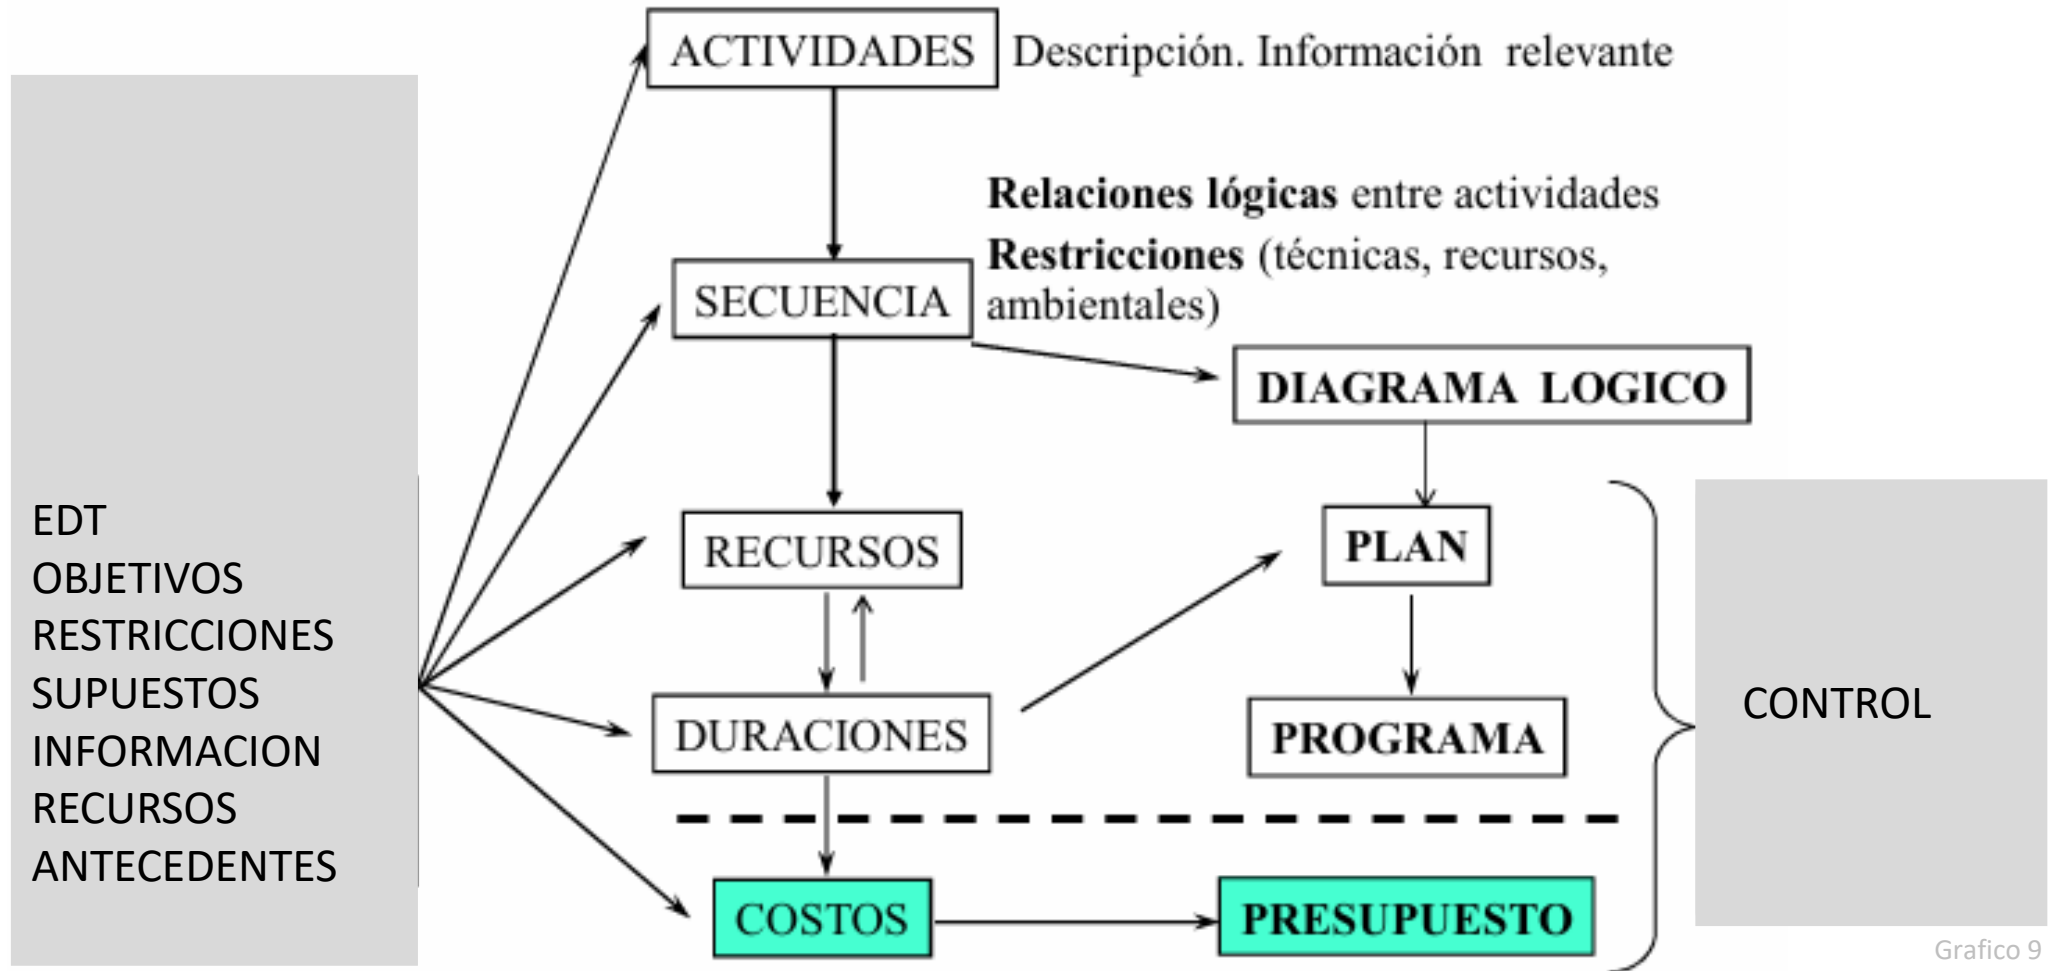 ACTIVIDADES
Descripción. Información relevante
Relaciones lógicas entre actividades
Restricciones (técnicas, recursos,
ambientales)
SECUENCIA
DIAGRAMA LOGICO
EDT
OBJETIVOS
RESTRICCIONES
SUPUESTOS
INFORMACION
RECURSOS
ANTECEDENTES
RECURSOS
PLAN
DURACIONES
PROGRAMA
CONTROL
COSTOS
PRESUPUESTO
Grafico 9